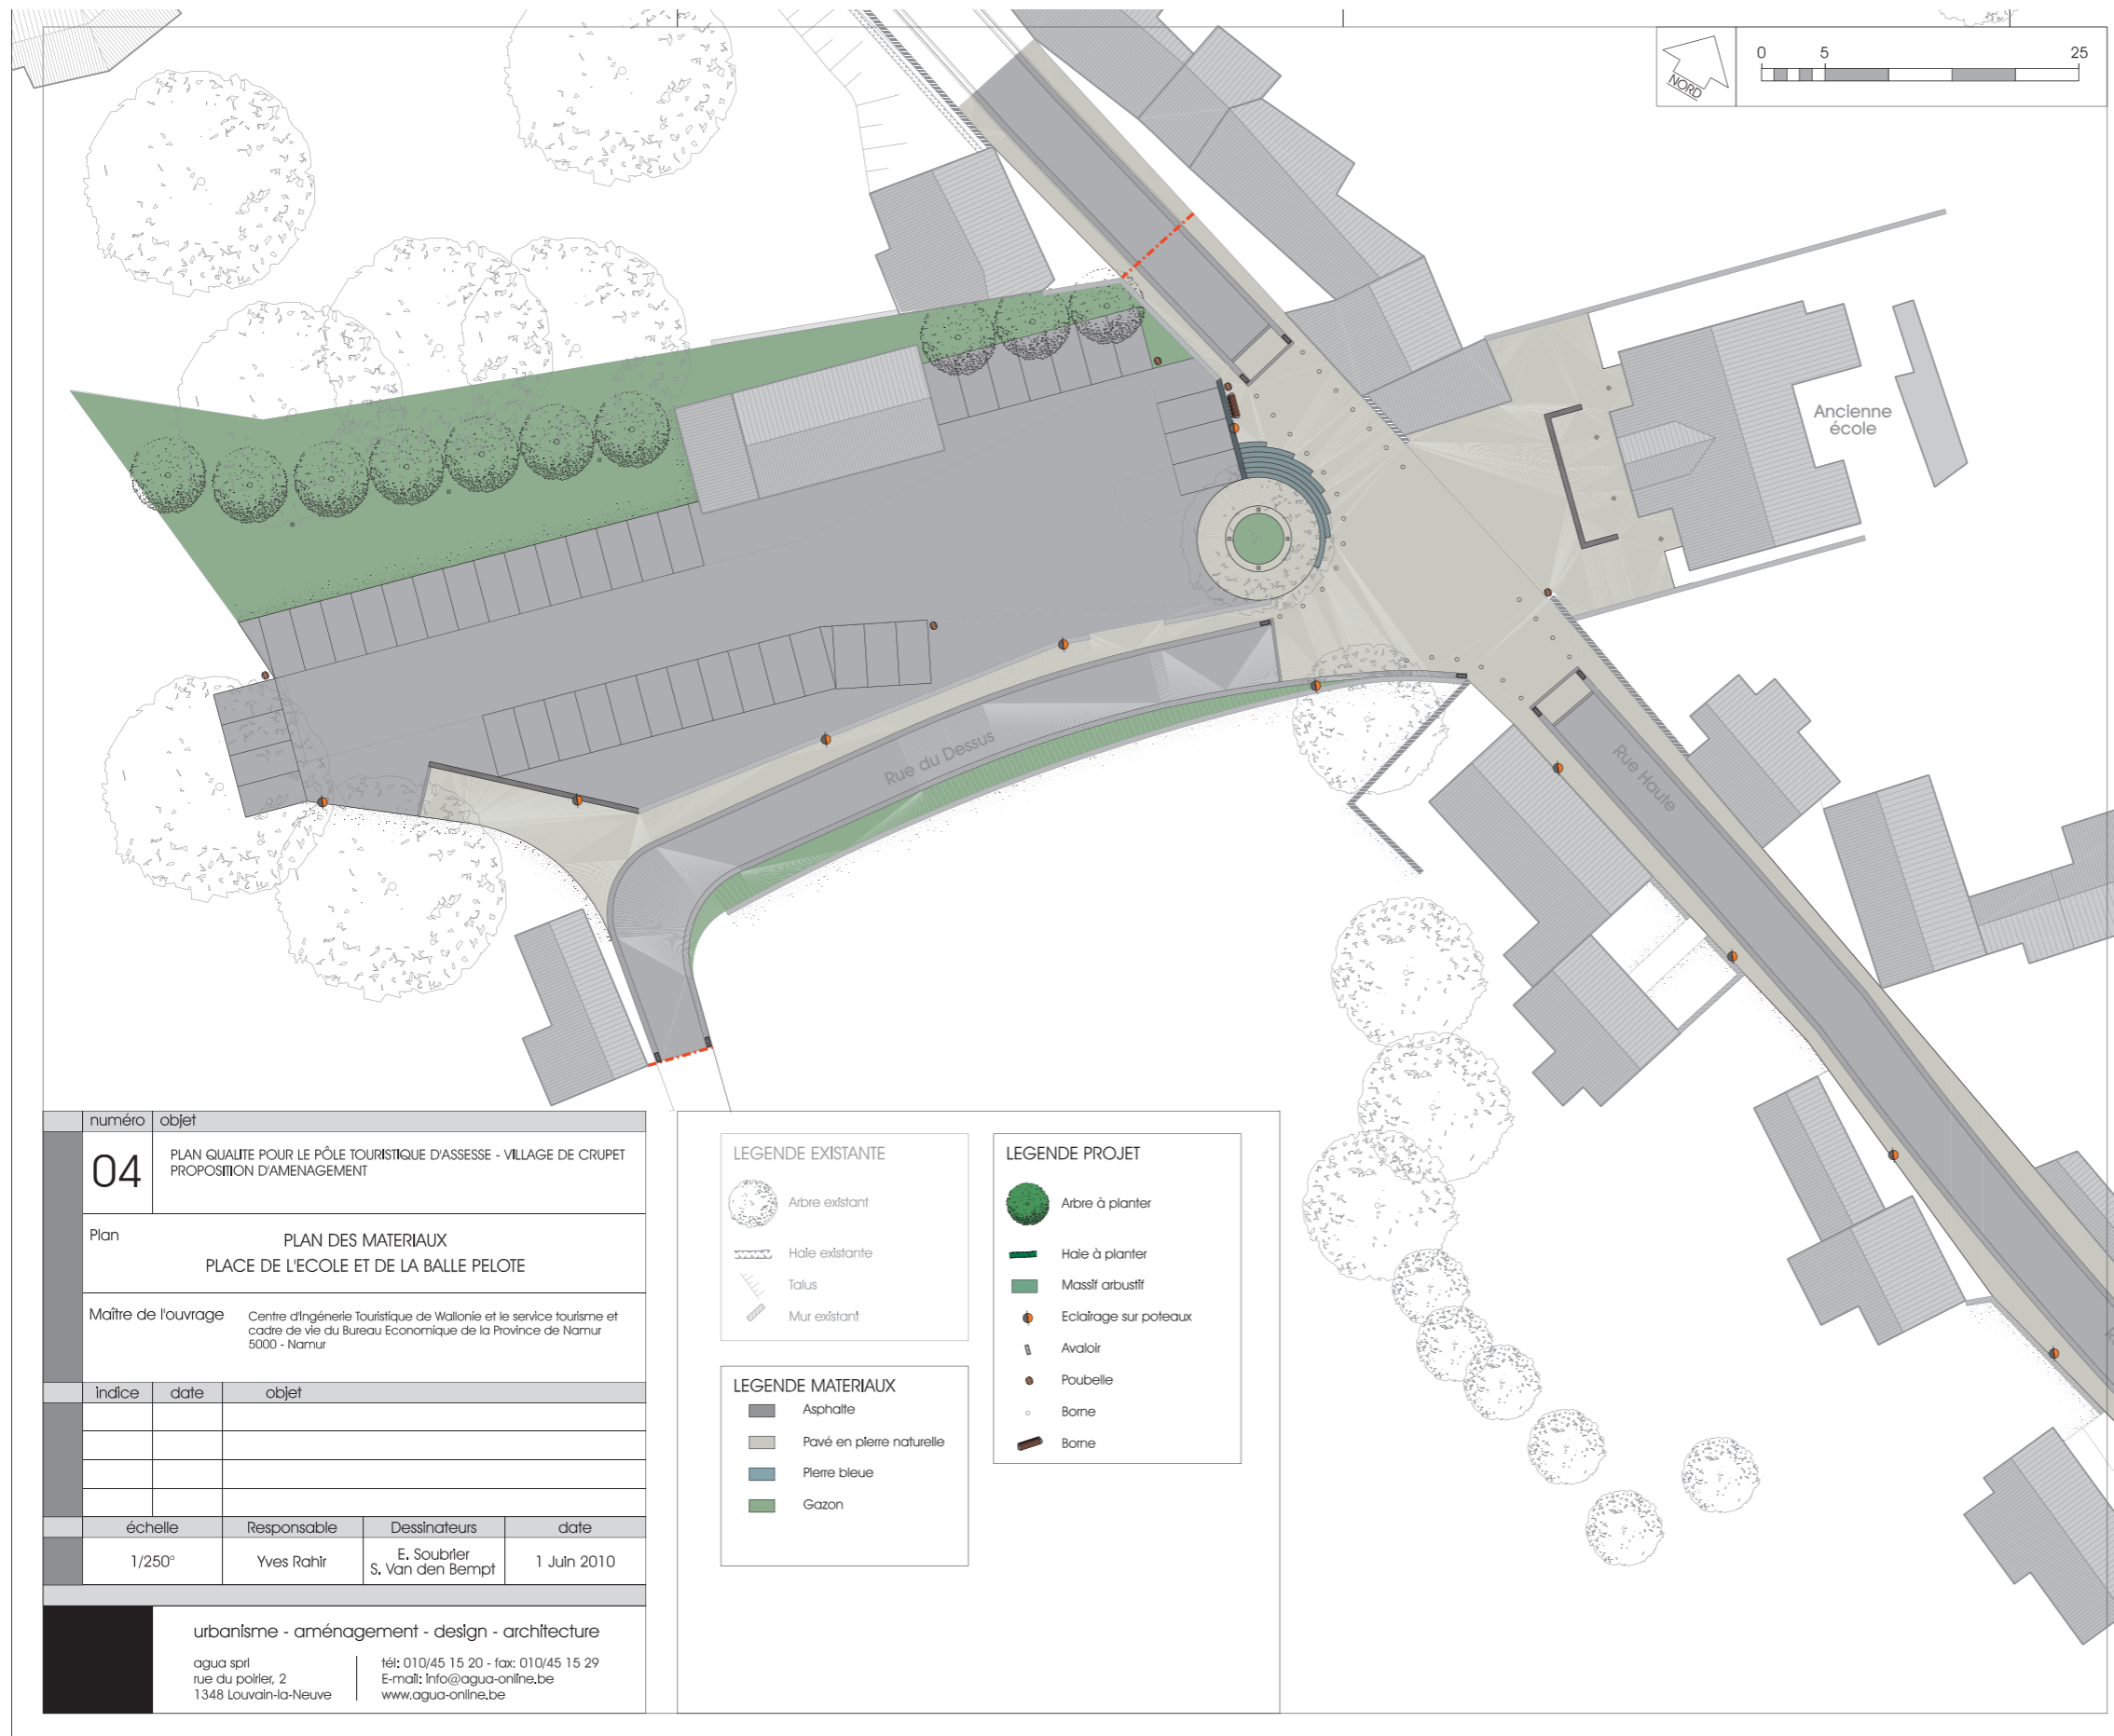 NORD
0 5 25
Ancienne
école
Rue du Dessus
Rue Haute
numéro objet
04
PLAN QUALITE POUR LE PÔLE TOURISTIQUE D'ASSESSE - VILLAGE DE CRUPET
PROPOSITION D'AMENAGEMENT
Plan
PLAN DES MATERIAUX
PLACE DE L'ECOLE ET DE LA BALLE PELOTE
Maître de l'ouvrage
Centre d'Ingénerie Touristique de Wallonie et le service tourisme et
cadre de vie du Bureau Economique de la Province de Namur
5000 - Namur
indice date objet
échelle Responsable Dessinateurs date
1/250° Yves Rahir E. Soubrier 1 Juin 2010
S. Van den Bempt
urbanisme - aménagement - design - architecture
agua sprl
rue du poirier, 2
1348 Louvain-la-Neuve
tél: 010/45 15 20 - fax: 010/45 15 29
E-mail: info@agua-online.be
www.agua-online.be
LEGENDE EXISTANTE
Arbre existant
Haie existante
Talus
Mur existant
LEGENDE MATERIAUX
Asphalte
Pavé en pierre naturelle
Pierre bleue
Gazon
LEGENDE PROJET
Arbre à planter
Haie à planter
Massif arbustif
Eclairage sur poteaux
Avaloir
Poubelle
Borne
Borne